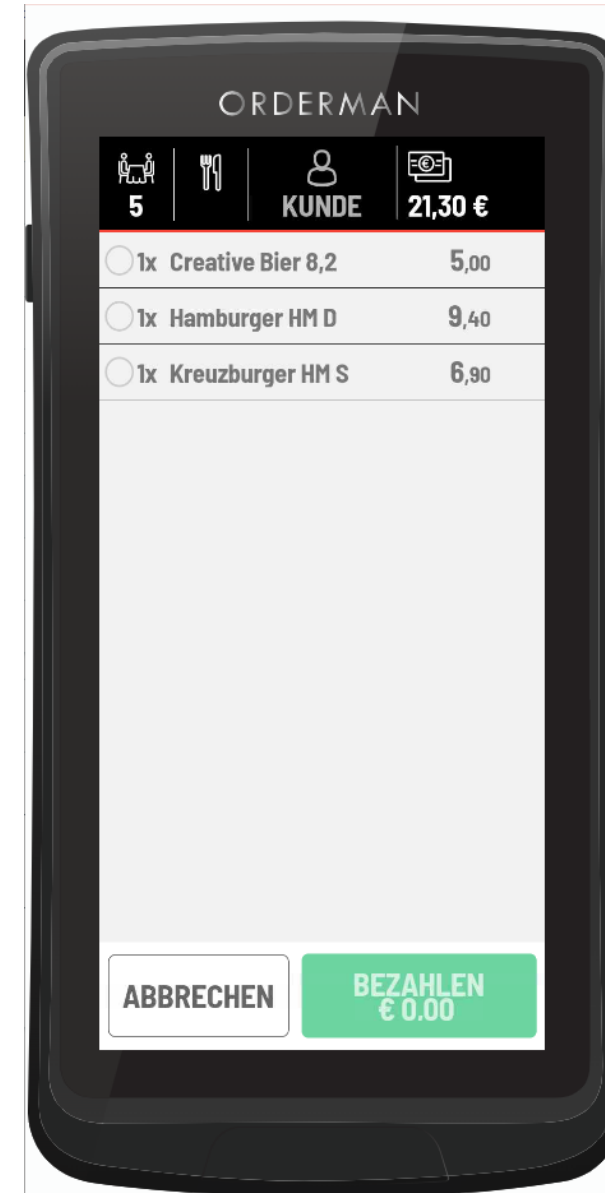 ORDERMAN
5 KUNDE 21,30 €
1x Creative Bier 8,2 5,00
1x Hamburger HM D 9,40
1x Kreuzburger HM S 6,90
ABBRECHEN
BEZAHLEN
€ 0.00